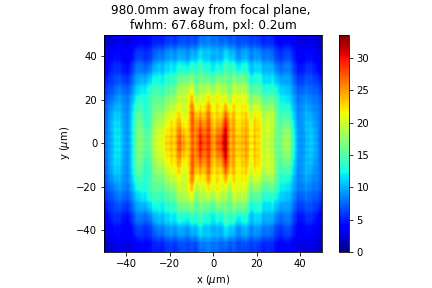 980.0mm away from focal plane,
fwhm: 67.68um, pxl: 0.2um
40
20
0
−20
−40
y (μm)
−40 −20 0 20 40
x (μm)
30
25
20
15
10
5
0